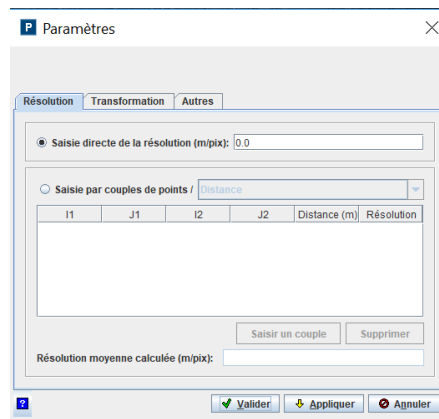 P Paramètres
Résolution Transformation Autres
Saisie directe de la résolution (m/pix): 0.0
Saisie par couples de points / Distance
I1 J1 I2 J2 Distance (m) Résolution
Saisir un couple Supprimer
Résolution moyenne calculée (m/pix):
? Valider Appliquer Annuler